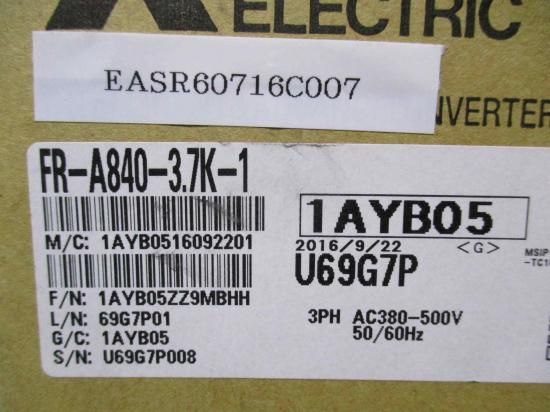 ELECTRIC
EASR60716C007
NVERTER
FR-A840-3.7K-1
M/C: 1AYB0516092201
1AYB05
2016/9/22 <G>
U69G7P
MSIP
F/N: 1AYB05ZZ9MBHH
L/N: 69G7P01
G/C: 1AYB05
S/N: U69G7P008
3PH AC380-500V
50/60Hz